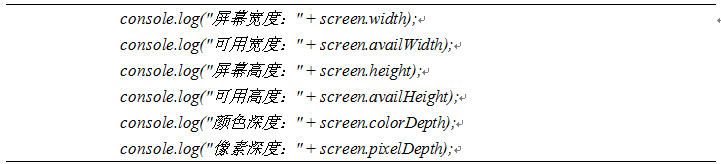 console.log("屏幕宽度：" + screen.width);
console.log("可用宽度：" + screen.availWidth);
console.log("屏幕高度：" + screen.height);
console.log("可用高度：" + screen.availHeight);
console.log("颜色深度：" + screen.colorDepth);
console.log("像素深度：" + screen.pixelDepth);